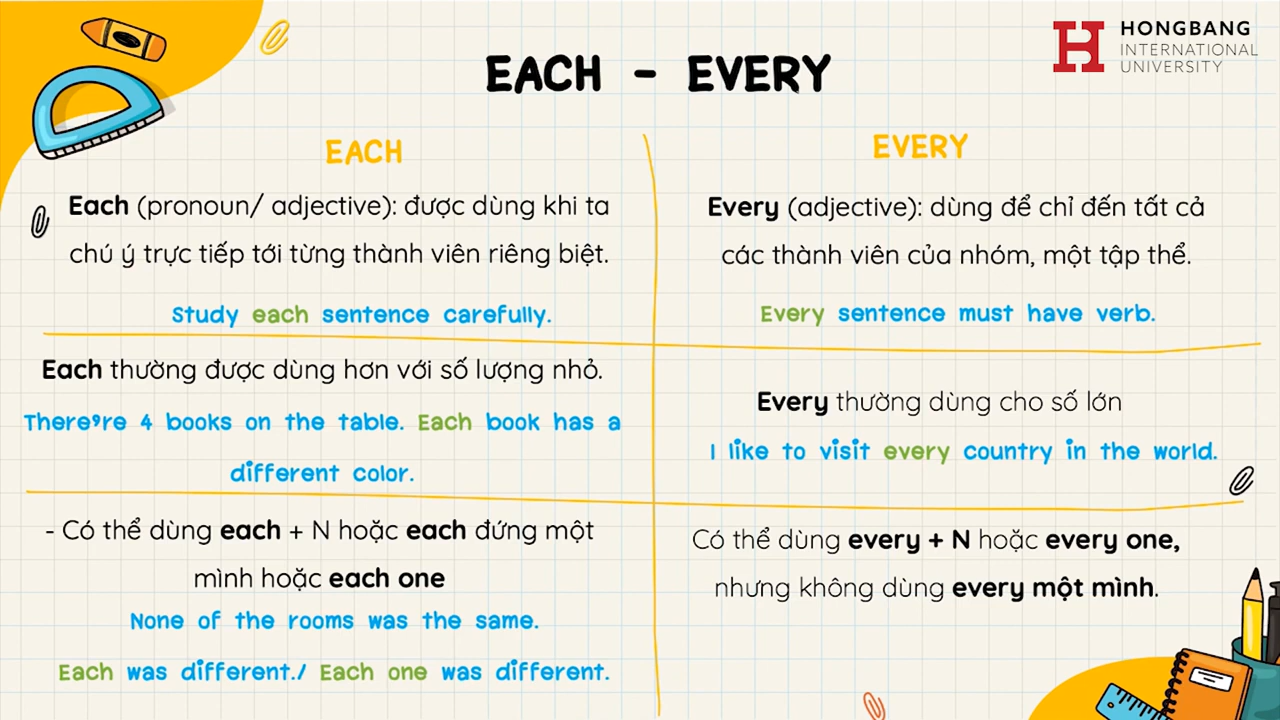 HONGBANG
INTERNATIONAL
UNIVERSITY
EACH - EVERY
EACH
Each (pronoun/ adjective): được dùng khi ta
chú ý trực tiếp tới từng thành viên riêng biệt.
Study each sentence carefully.
Each thường được dùng hơn với số lượng nhỏ.
There're 4 books on the table. Each book has a
different color.
- Có thể dùng each + N hoặc each đứng một
mình hoặc each one
None of the rooms was the same.
Each was different./ Each one was different.
EVERY
Every (adjective): dùng để chỉ đến tất cả
các thành viên của nhóm, một tập thể.
Every sentence must have verb.
Every thường dùng cho số lớn
I like to visit every country in the world.
Có thể dùng every + N hoặc every one,
nhưng không dùng every một mình.